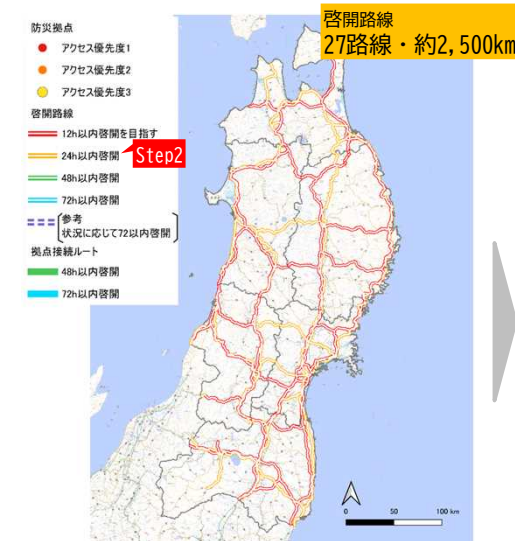 啓開路線
27路線・約2,500km
防災拠点
アクセス優先度1
アクセス優先度2
アクセス優先度3
啓開路線
12h以内啓開を目指す
24h以内啓開
Step2
48h以内啓開
72h以内啓開
参考
状況に応じて72以内啓開
拠点接続ルート
48h以内啓開
72h以内啓開
0 50 100 km